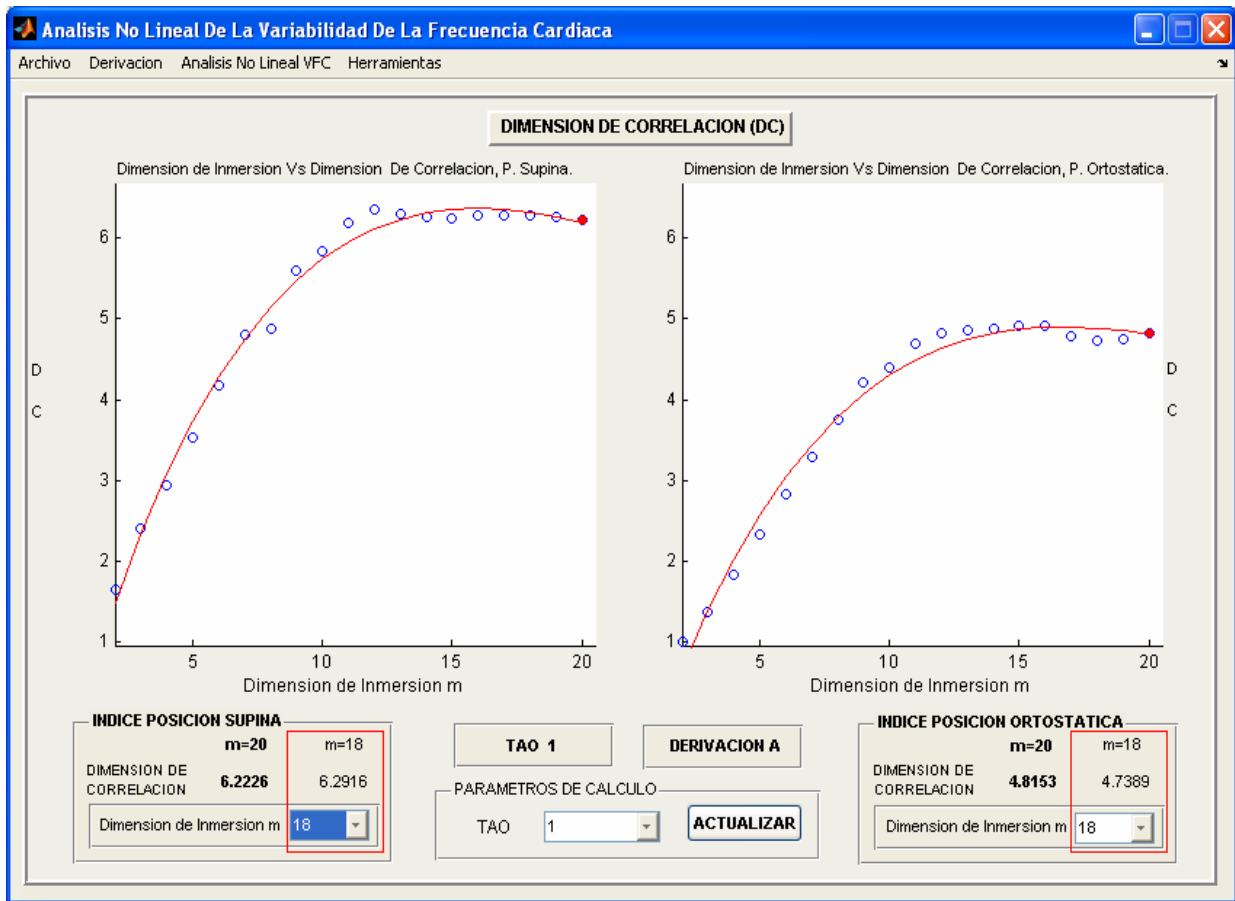 Analisis No Lineal De La Variabilidad De La Frecuencia Cardiaca
Archivo Derivacion Analisis No Lineal VFC Herramientas
DIMENSION DE CORRELACION (DC)
Dimension de Inmersion Vs Dimension De Correlacion, P. Supina.
6
5
4
3
2
1
D
C
5 10 15 20
Dimension de Inmersion m
Dimension de Inmersion Vs Dimension De Correlacion, P. Ortostatica.
6
5
4
3
2
1
D
C
5 10 15 20
Dimension de Inmersion m
INDICE POSICION SUPINA
m=20 m=18
DIMENSION DE
CORRELACION 6.2226 6.2916
Dimension de Inmersion m 18
TAO 1
DERIVACION A
PARAMETROS DE CALCULO
TAO 1 ACTUALIZAR
INDICE POSICION ORTOSTATICA
m=20 m=18
DIMENSION DE
CORRELACION 4.8153 4.7389
Dimension de Inmersion m 18